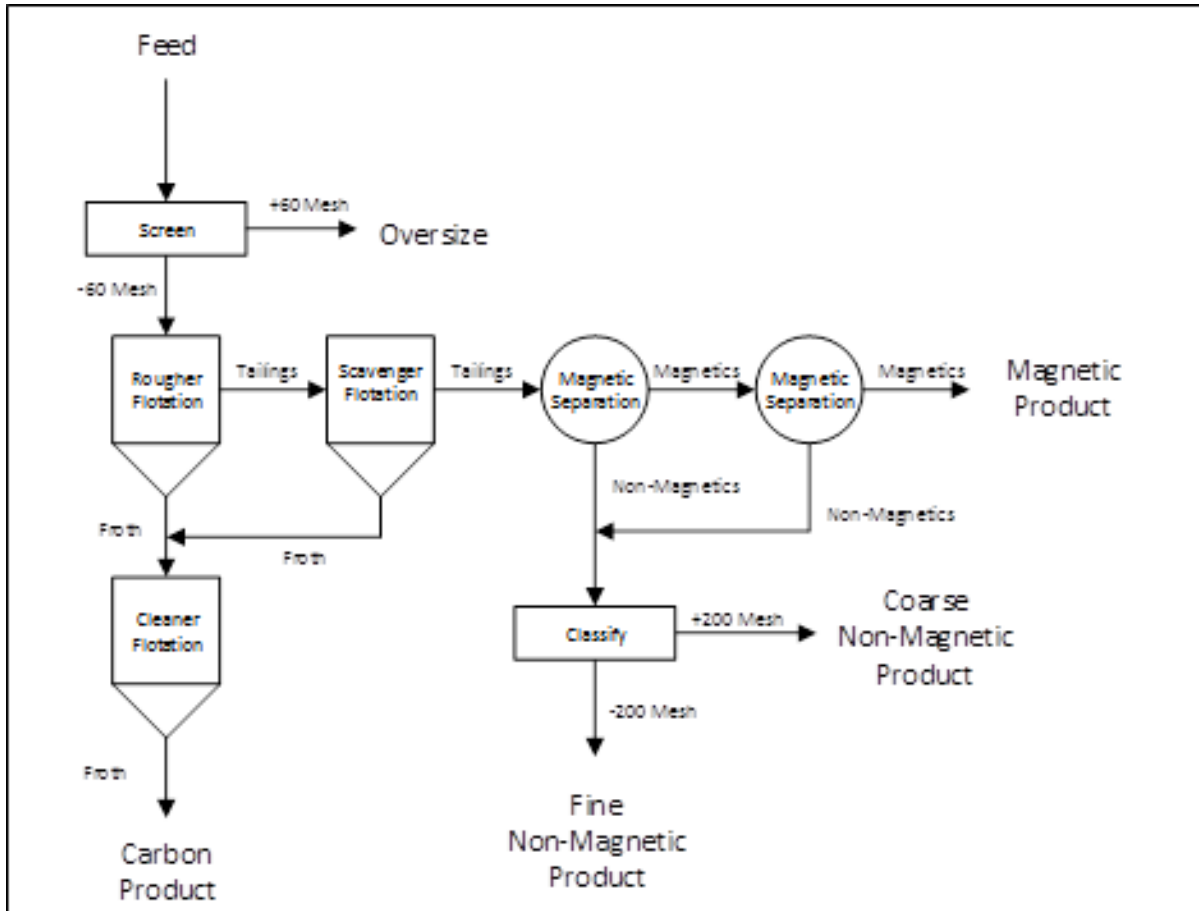 Feed
+60 Mesh
Screen
Oversize
-60 Mesh
Rougher
Flotation
Tailings
Scavenger
Flotation
Tailings
Magnetic
Separation
Magnetics
Magnetic
Separation
Magnetics
Magnetic
Product
Non-Magnetics
Non-Magnetics
Froth
Froth
Cleaner
Flotation
Classify
+200 Mesh
Coarse
Non-Magnetic
Product
-200 Mesh
Froth
Fine
Non-Magnetic
Product
Carbon
Product